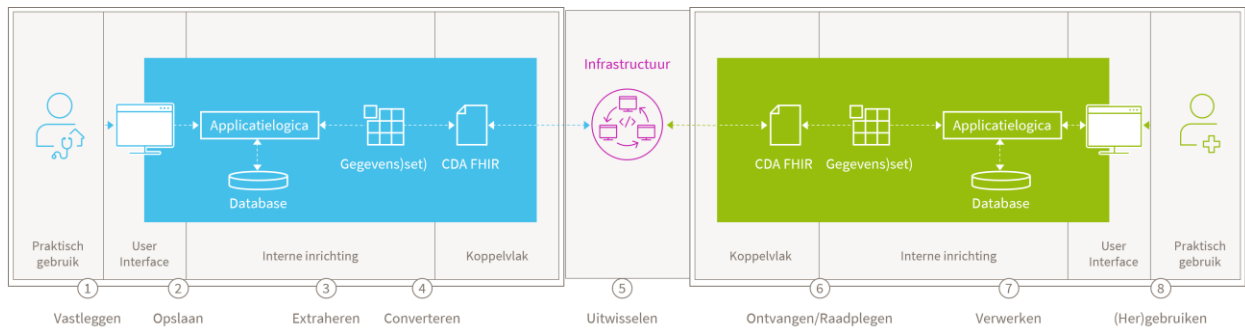 Infrastructuur
</>
Applicatielogica
Gegevens)set)
CDA FHIR
Database
CDA FHIR
Gegevens)set)
Applicatielogica
Database
Praktisch
gebruik
User
Interface
Interne inrichting
Koppelvlak
Koppelvlak
Interne inrichting
User
Interface
Praktisch
gebruik
1
2
3
4
5
6
7
8
Vastleggen
Opslaan
Extraheren
Converteren
Uitwisselen
Ontvangen/Raadplegen
Verwerken
(Her)gebruiken